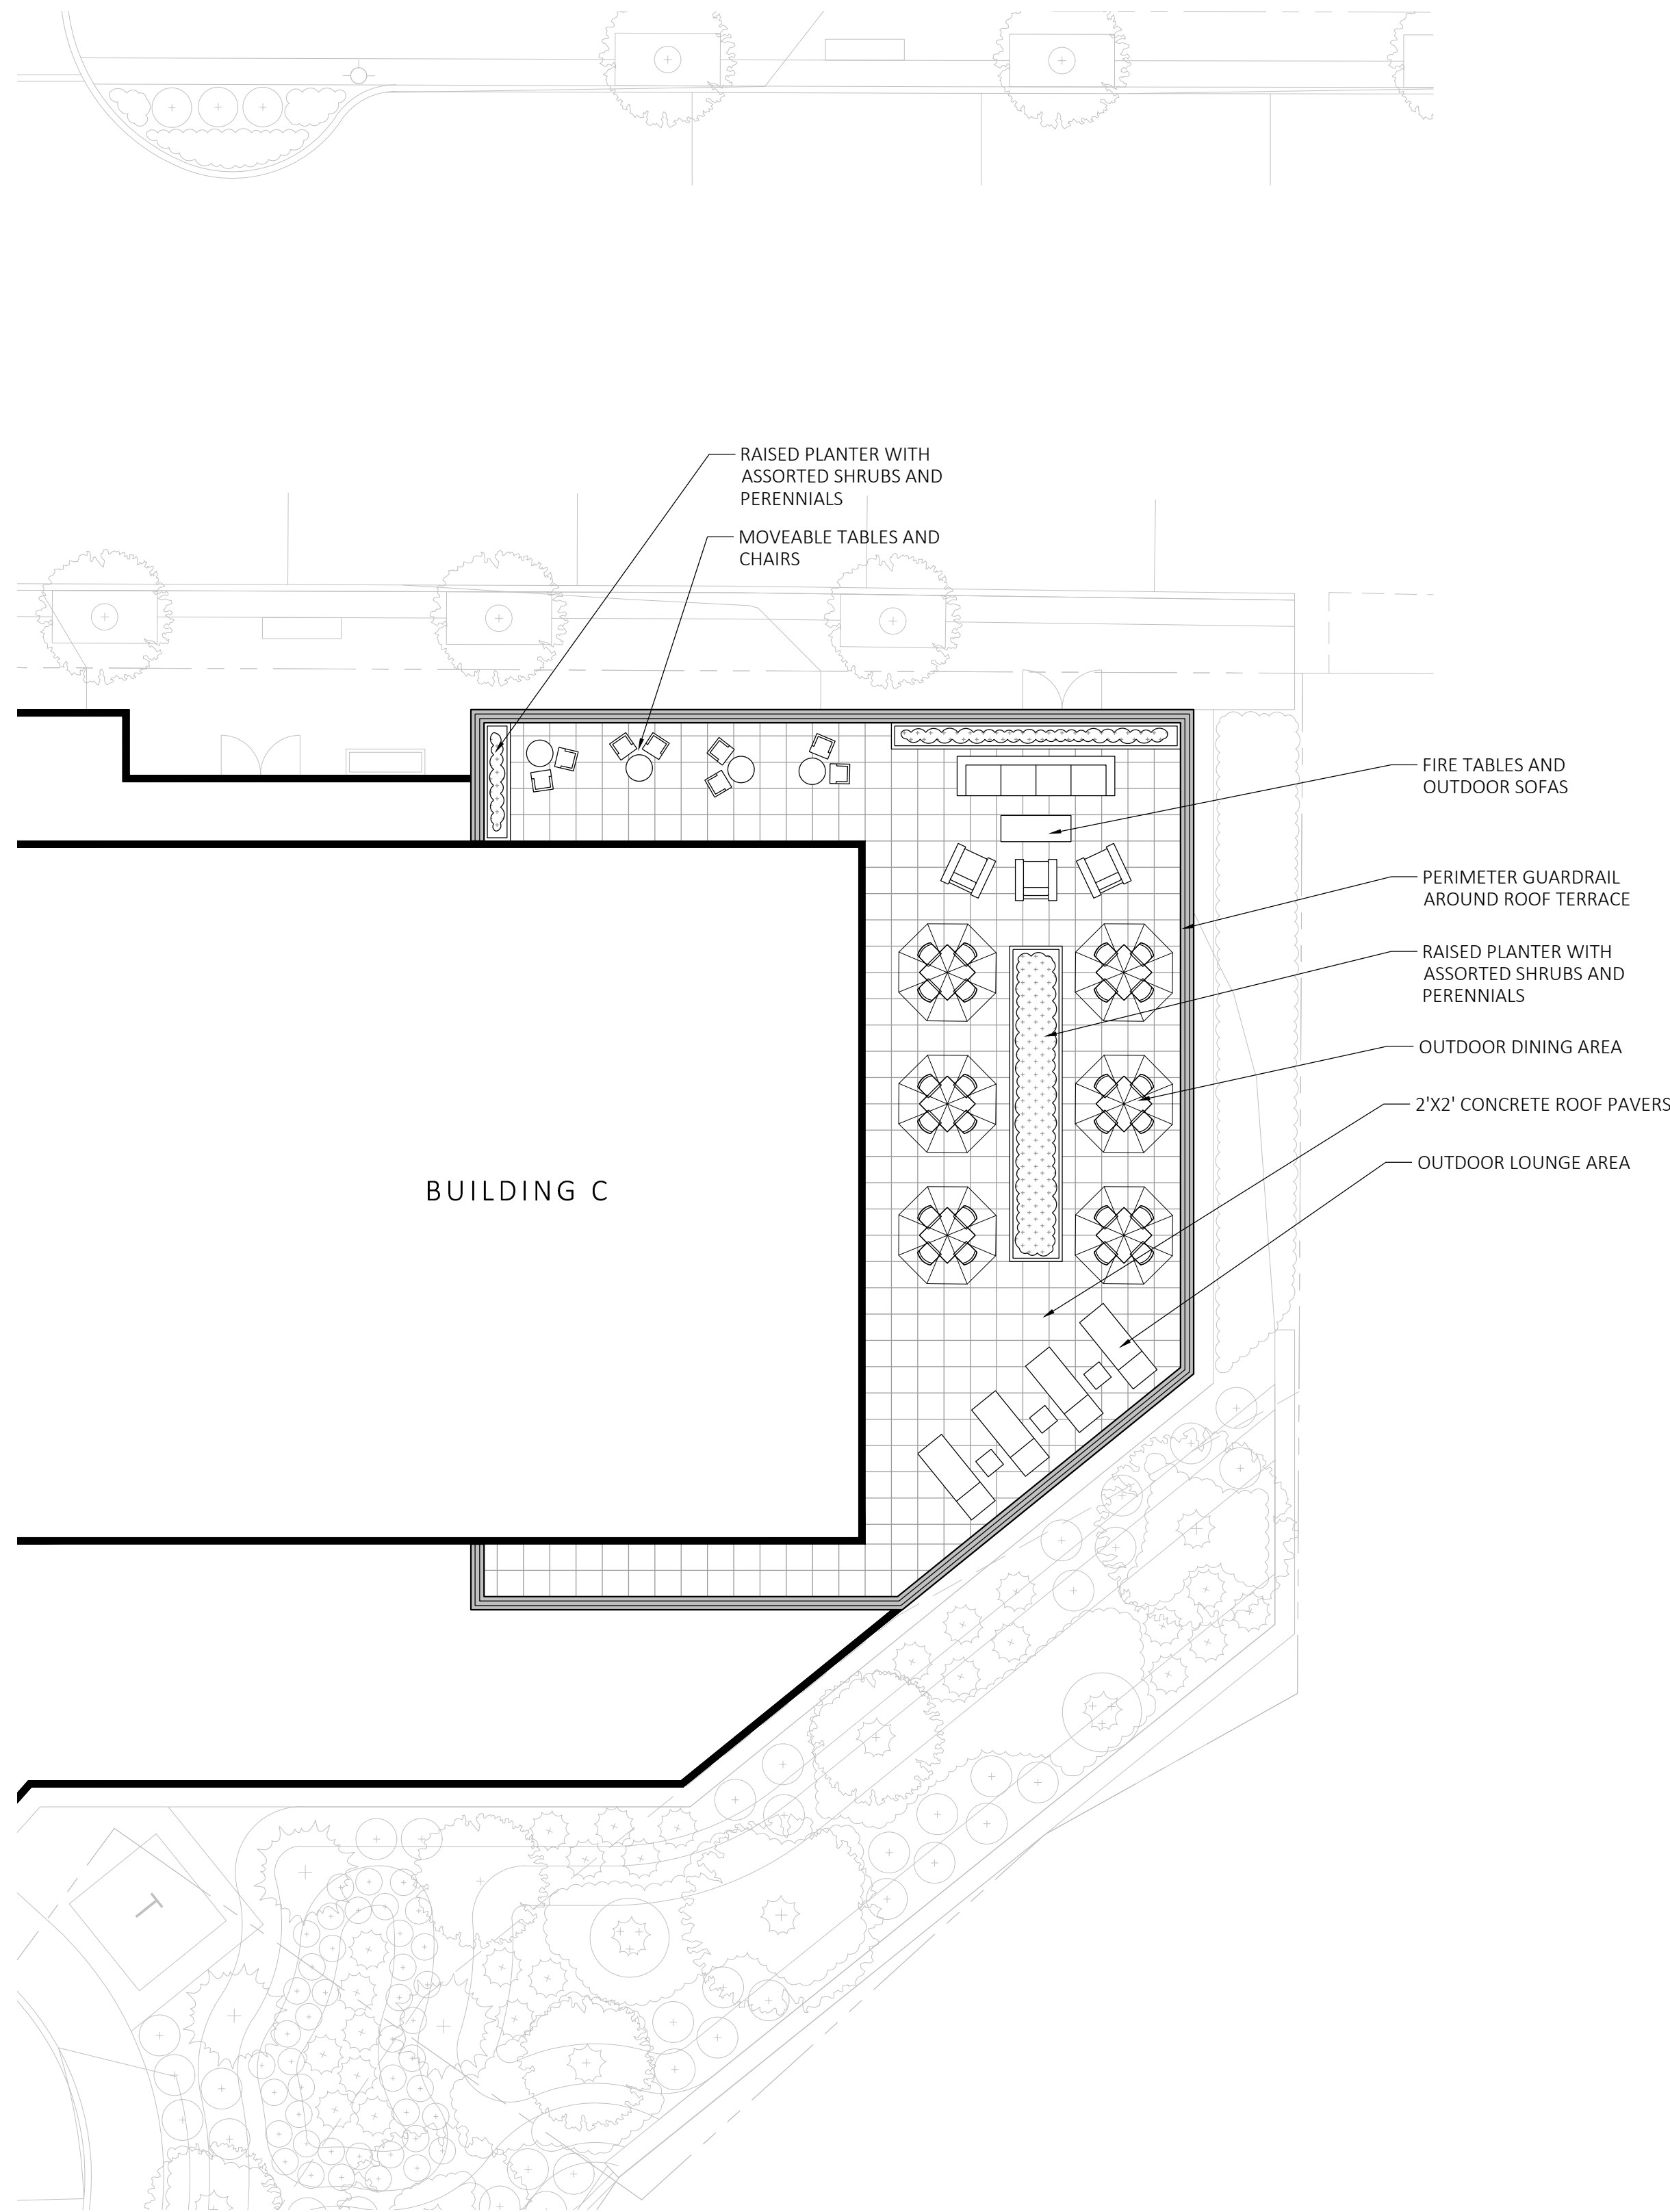 RAISED PLANTER WITH
ASSORTED SHRUBS AND
PERENNIALS
MOVEABLE TABLES AND
CHAIRS
FIRE TABLES AND
OUTDOOR SOFAS
PERIMETER GUARDRAIL
AROUND ROOF TERRACE
RAISED PLANTER WITH
ASSORTED SHRUBS AND
PERENNIALS
OUTDOOR DINING AREA
2'X2' CONCRETE ROOF PAVERS
OUTDOOR LOUNGE AREA
BUILDING C
T